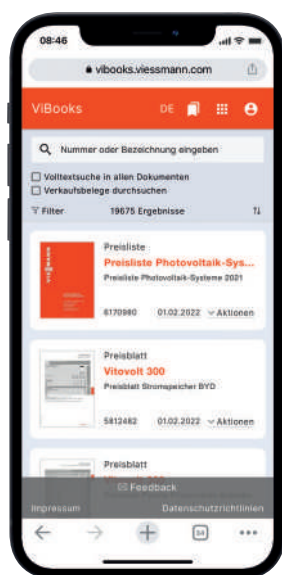 08:46
vibooks.viessmann.com
ViBooks DE
Nummer oder Bezeichnung eingeben
Volltextsuche in allen Dokumenten
Verkaufsbelege durchsuchen
Filter 19675 Ergebnisse
VIESMANN
Preisliste
Preisliste Photovoltaik-Sys...
Preisliste Photovoltaik-Systeme 2021
6170980 01.02.2022 Aktionen
Preisblatt
Vitovolt 300
Preisblatt Stromspeicher BYD
5812482 01.02.2022 Aktionen
Preisblatt
Feedback
Impressum Datenschutzrichtlinien